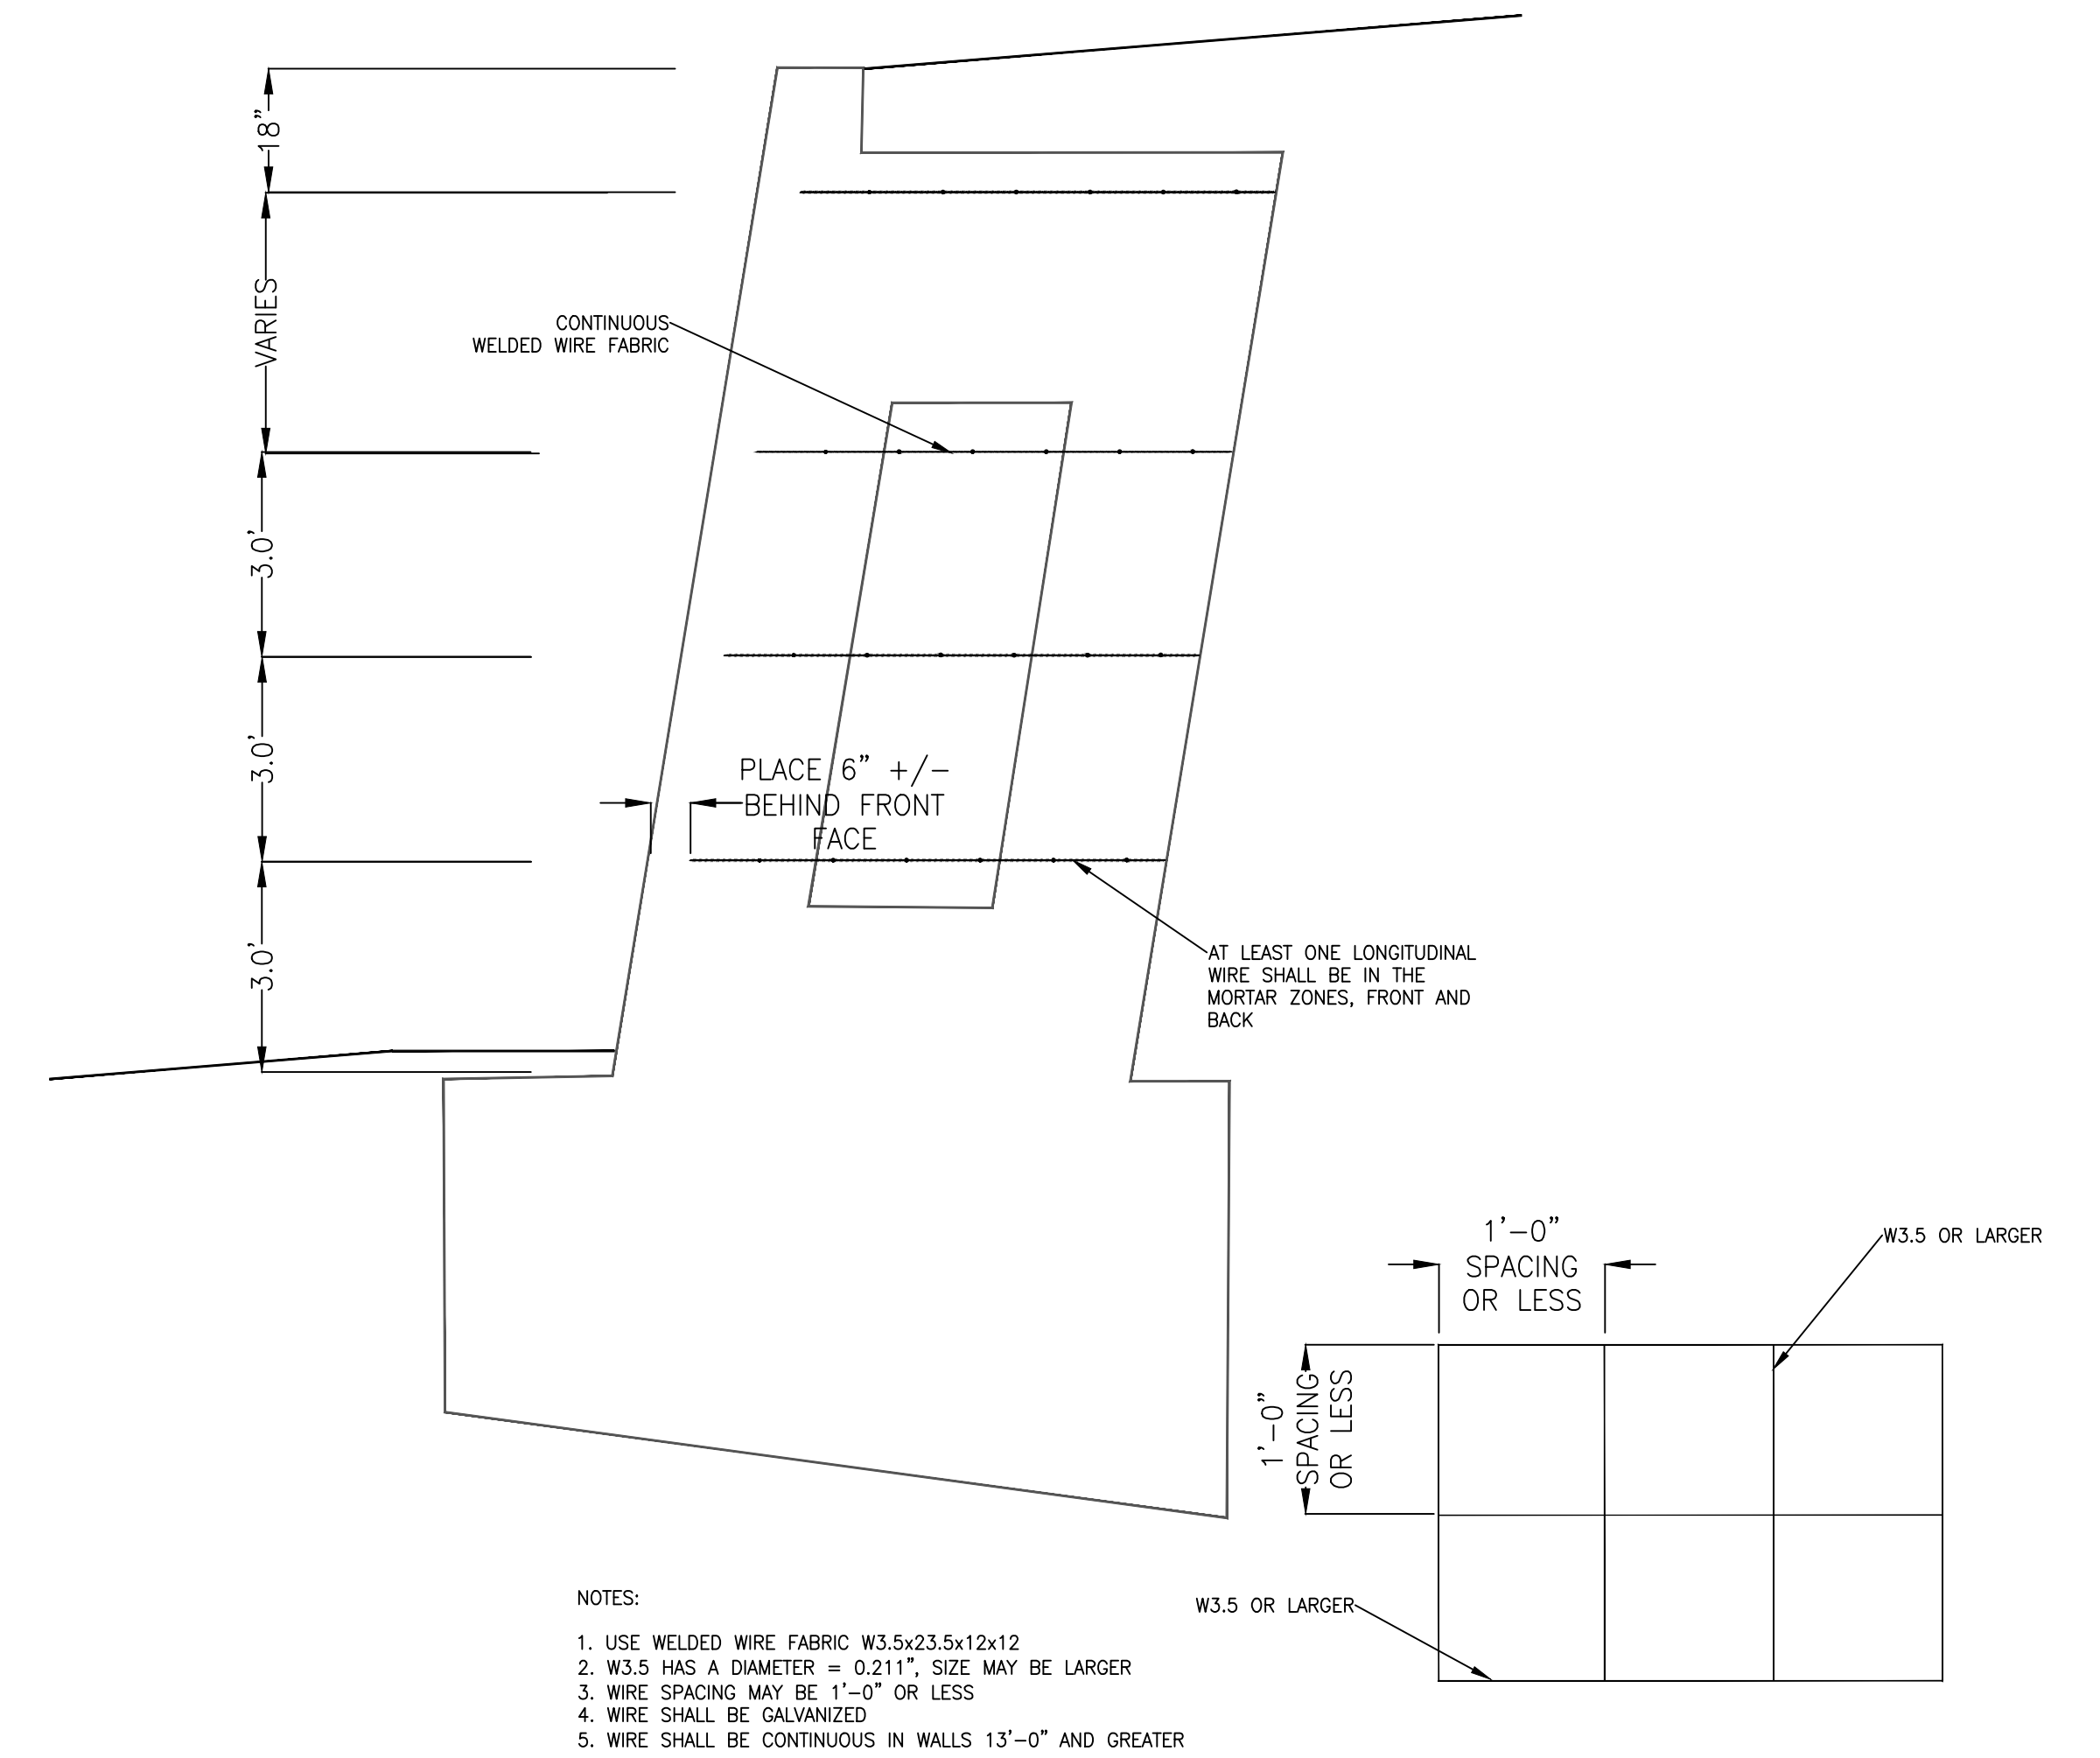 18"
VARIES
CONTINUOUS
WELDED WIRE FABRIC
3.0'
3.0'
PLACE 6" +/-
BEHIND FRONT
FACE
3.0'
AT LEAST ONE LONGITUDINAL
WIRE SHALL BE IN THE
MORTAR ZONES, FRONT AND
BACK
1'-0"
SPACING
OR LESS
W3.5 OR LARGER
1'-0"
SPACING
OR LESS
W3.5 OR LARGER
NOTES:
1. USE WELDED WIRE FABRIC W3.5x23.5x12x12
2. W3.5 HAS A DIAMETER = 0.211", SIZE MAY BE LARGER
3. WIRE SPACING MAY BE 1'-0" OR LESS
4. WIRE SHALL BE GALVANIZED
5. WIRE SHALL BE CONTINUOUS IN WALLS 13'-0" AND GREATER